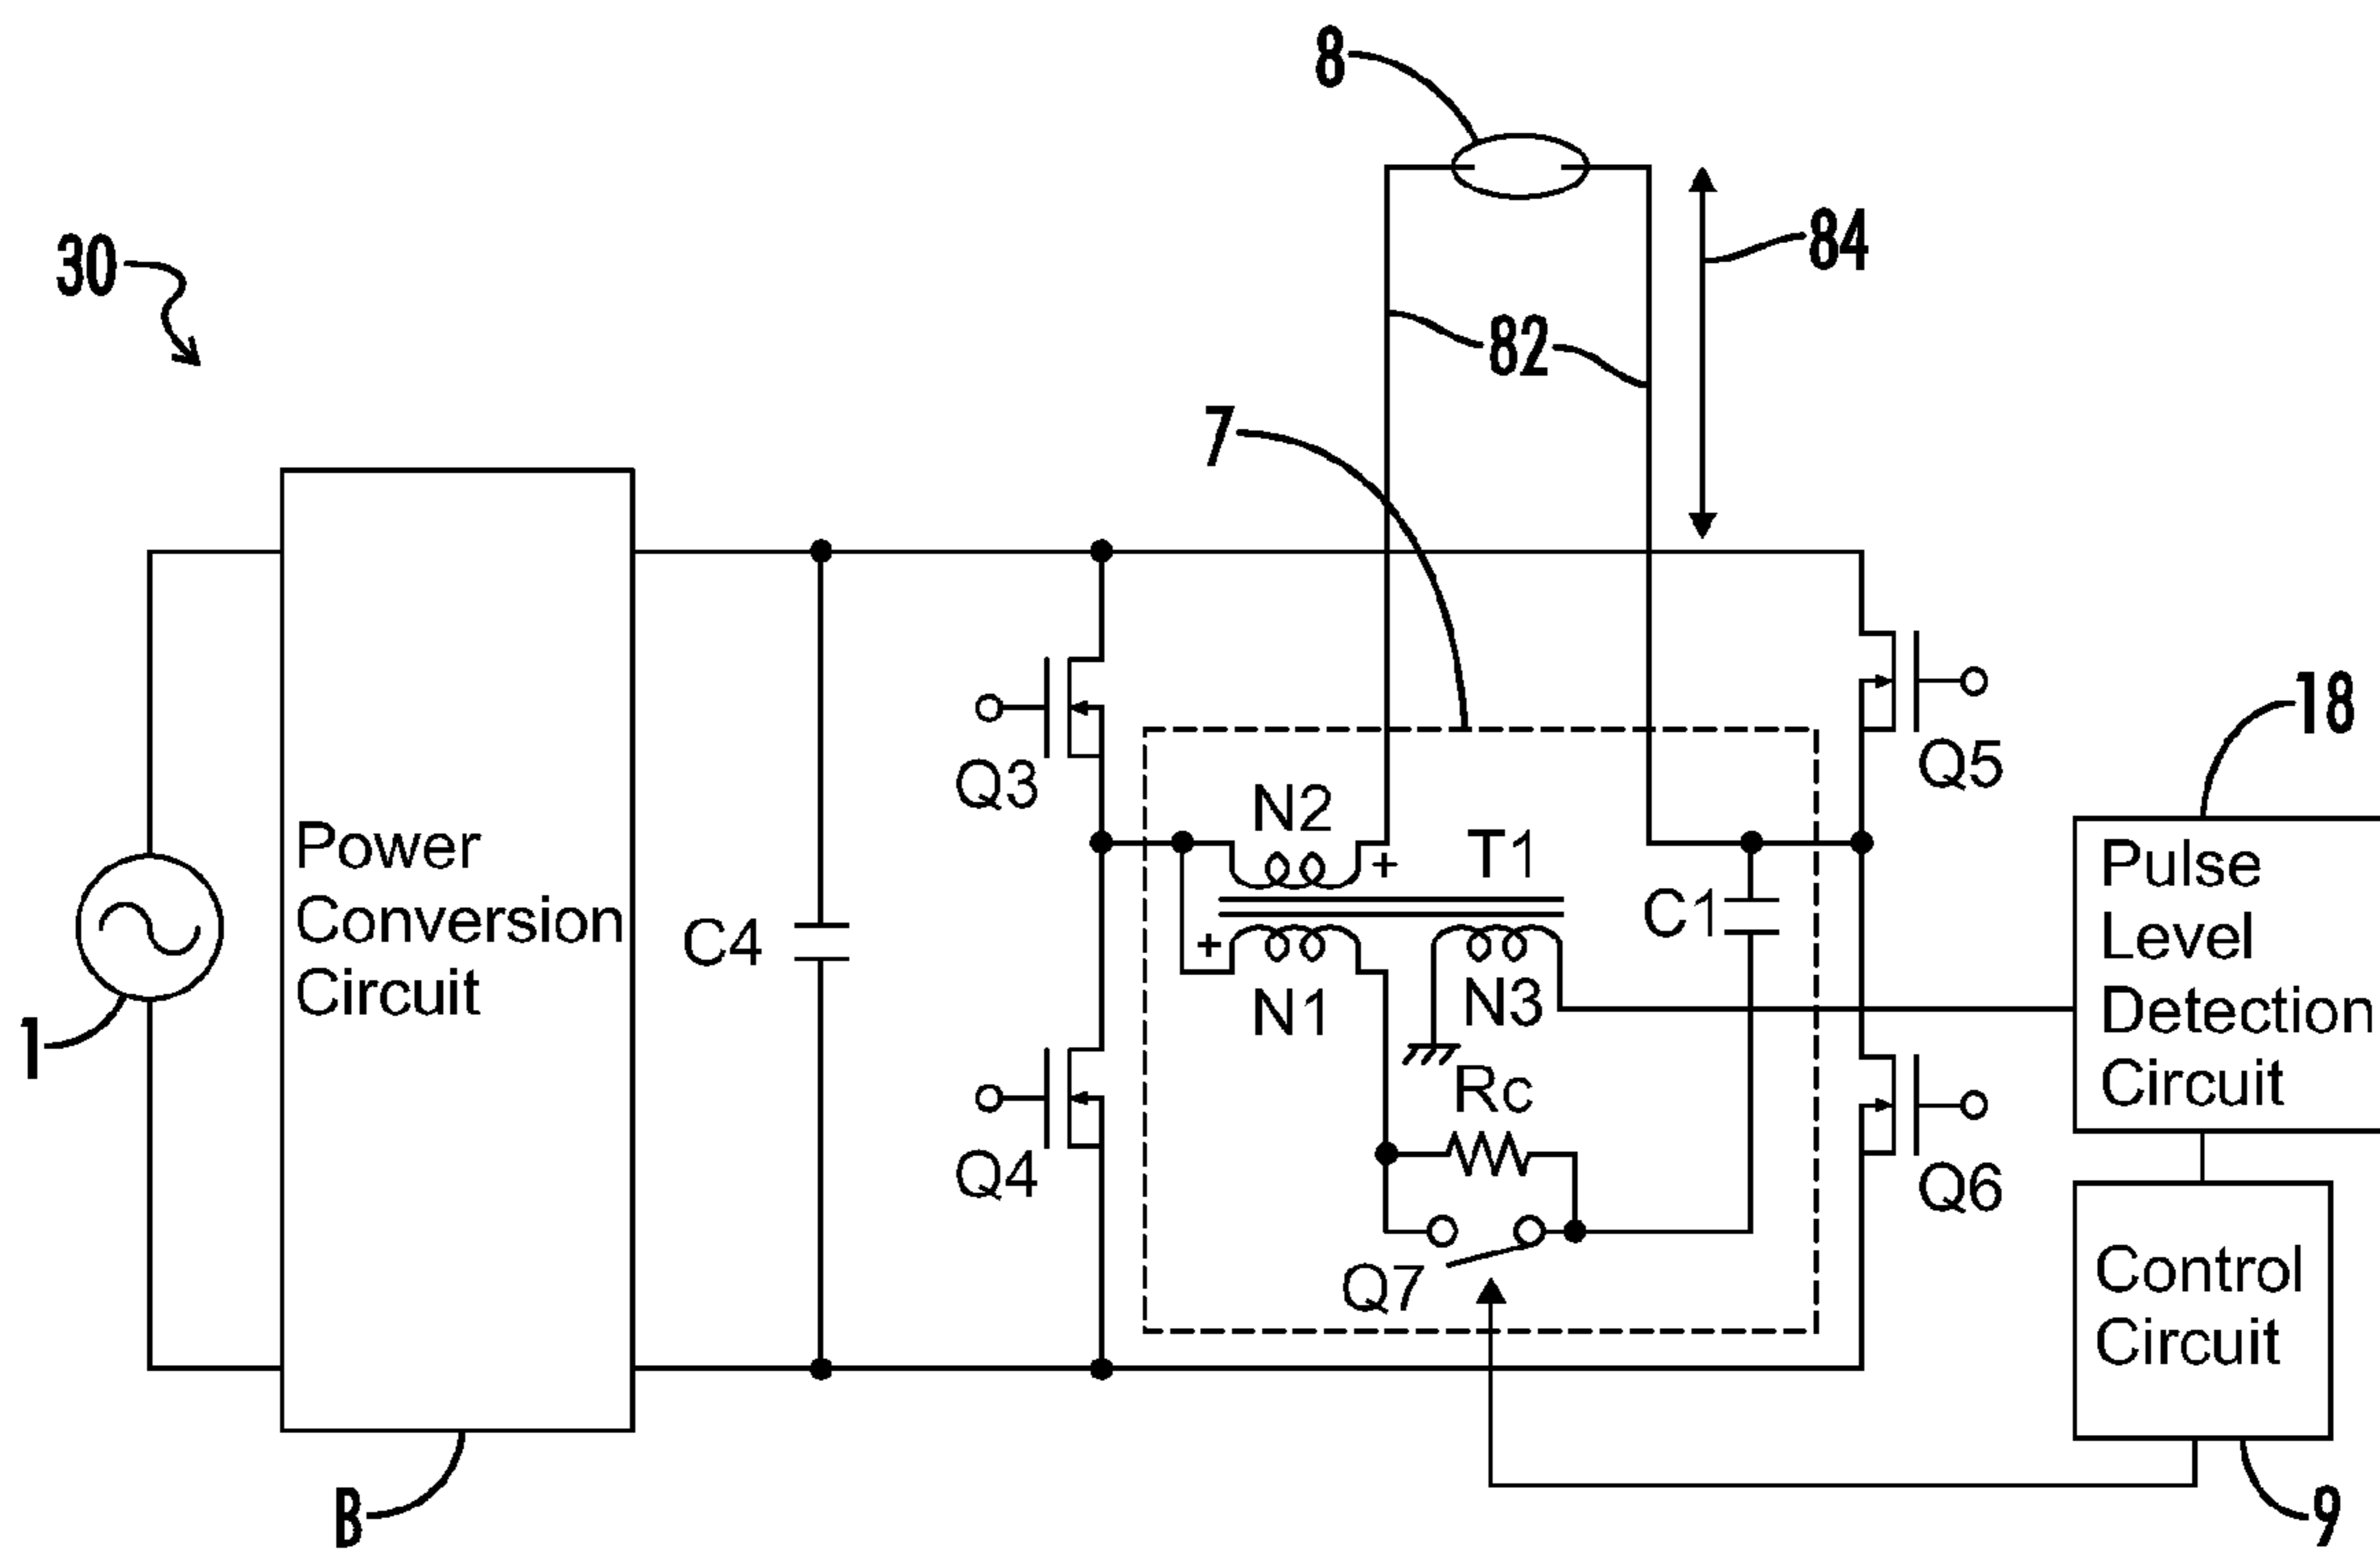 8
84
30
82
7
18
Q3
Q5
N2
T1
Power
Conversion
Circuit
C4
+
+
C1
Pulse
Level
Detection
Circuit
N1
N3
1
Rc
Q4
Q6
Q7
Control
Circuit
B
9